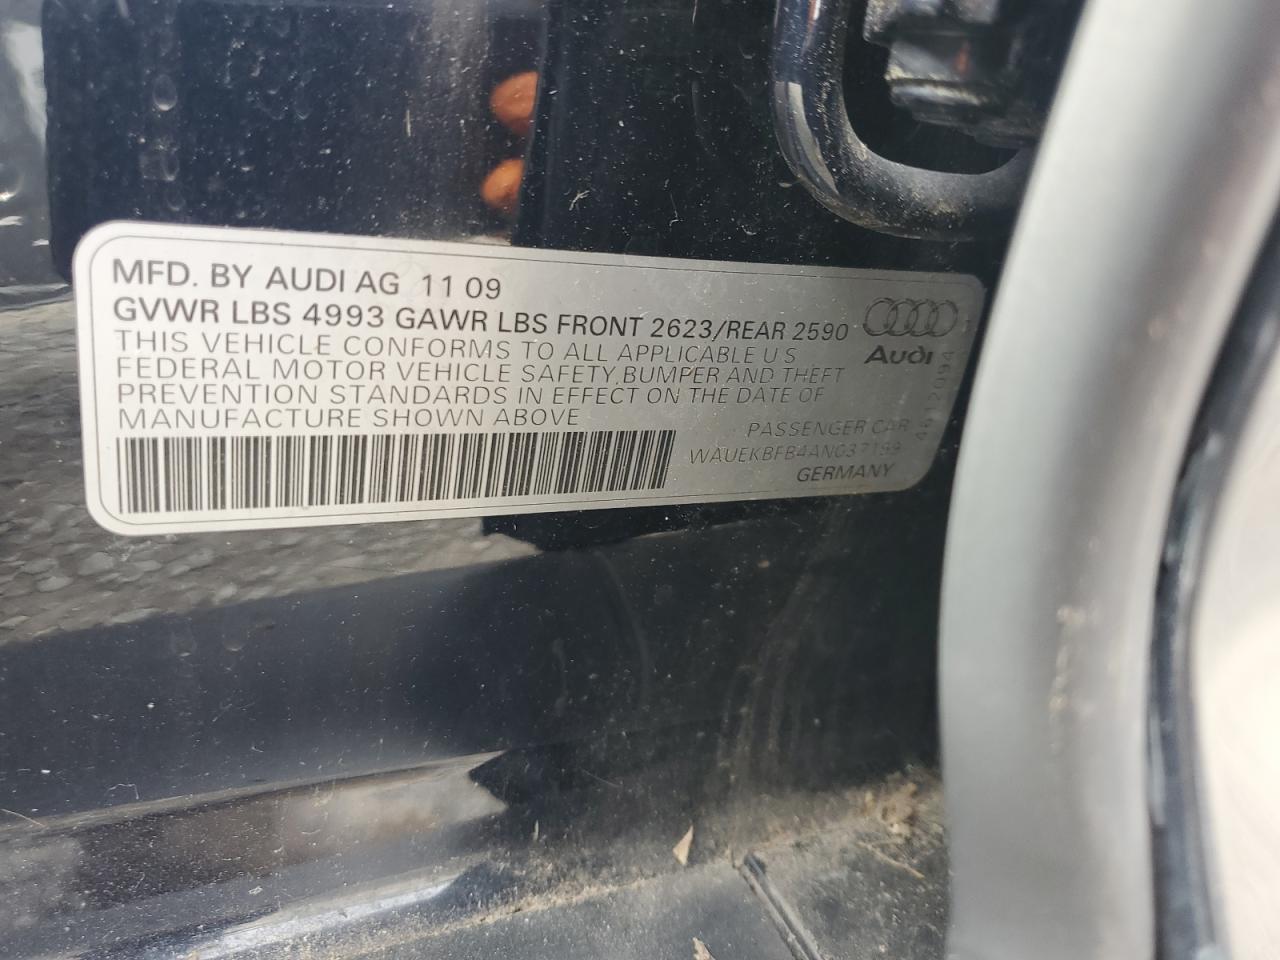 MFD. BY AUDI AG 11 09
GVWR LBS 4993 GAWR LBS FRONT 2623/REAR 2590
THIS VEHICLE CONFORMS TO ALL APPLICABLE U S
FEDERAL MOTOR VEHICLE SAFETY, BUMPER AND THEFT
PREVENTION STANDARDS IN EFFECT ON THE DATE OF
MANUFACTURE SHOWN ABOVE
Audi
PASSENGER CAR
WAUEKBFB4AN037199
GERMANY